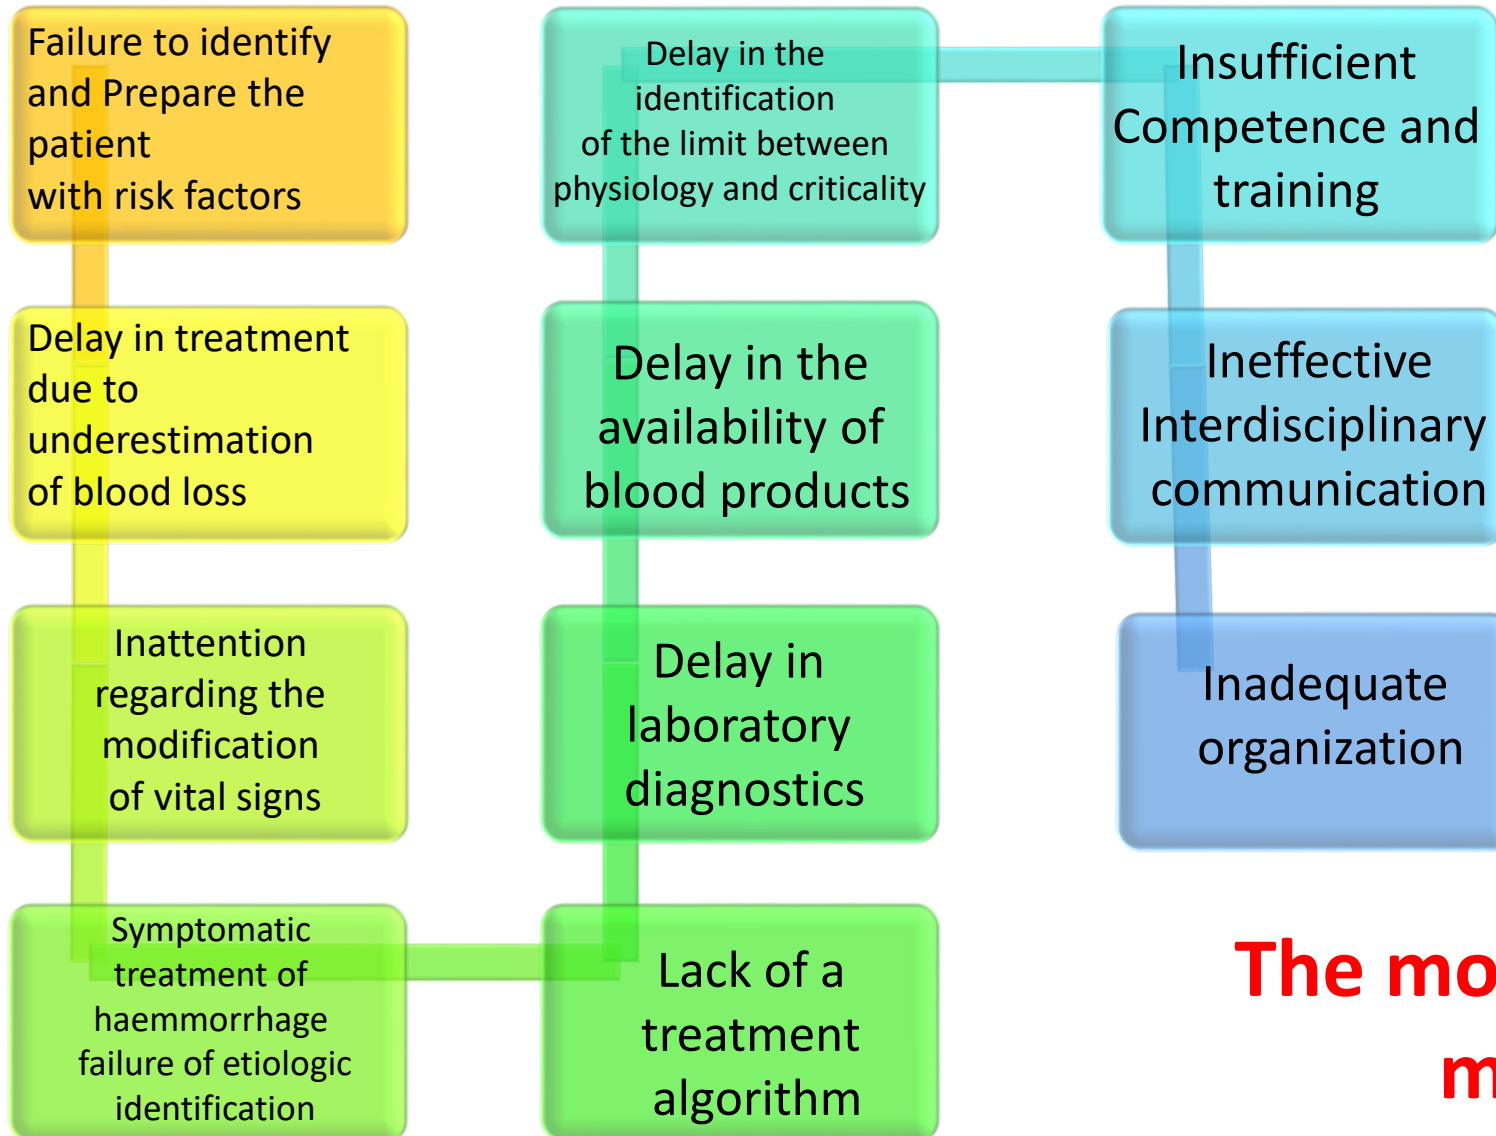 Failure to identify
and Prepare the
patient
with risk factors
Delay in treatment
due to
underestimation
of blood loss
Inattention
regarding the
modification
of vital signs
Symptomatic
treatment of
haemmorrhage
failure of etiologic
identification
Lack of a
treatment
algorithm
Delay in
laboratory
diagnostics
Delay in the
availability of
blood products
Delay in the
identification
of the limit between
physiology and criticality
Insufficient
Competence and
training
Ineffective
Interdisciplinary
communication
Inadequate
organization
The